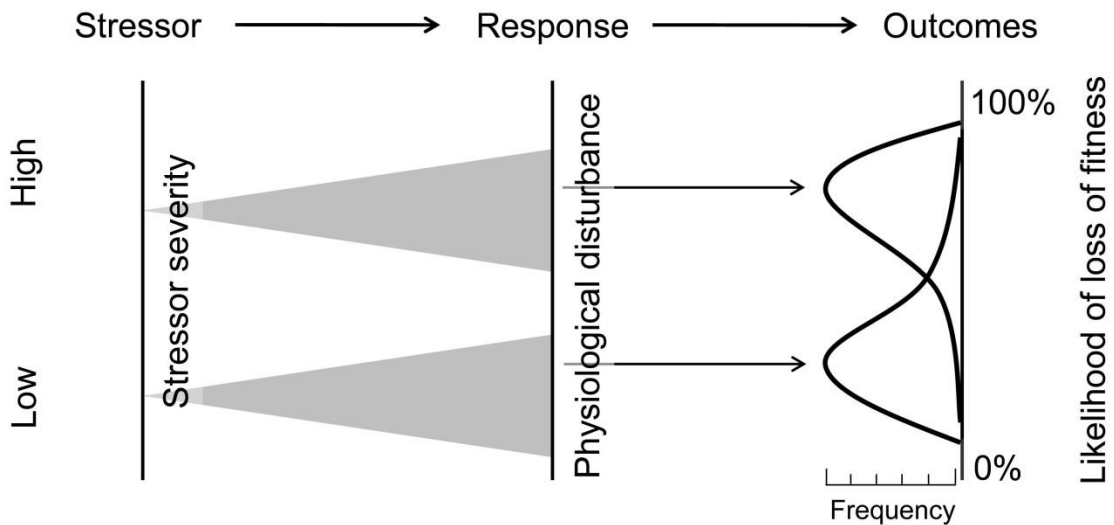 Stressor
Response
Outcomes
High
Low
Stressor severity
Physiological disturbance
100%
0%
Likelihood of loss of fitness
Frequency